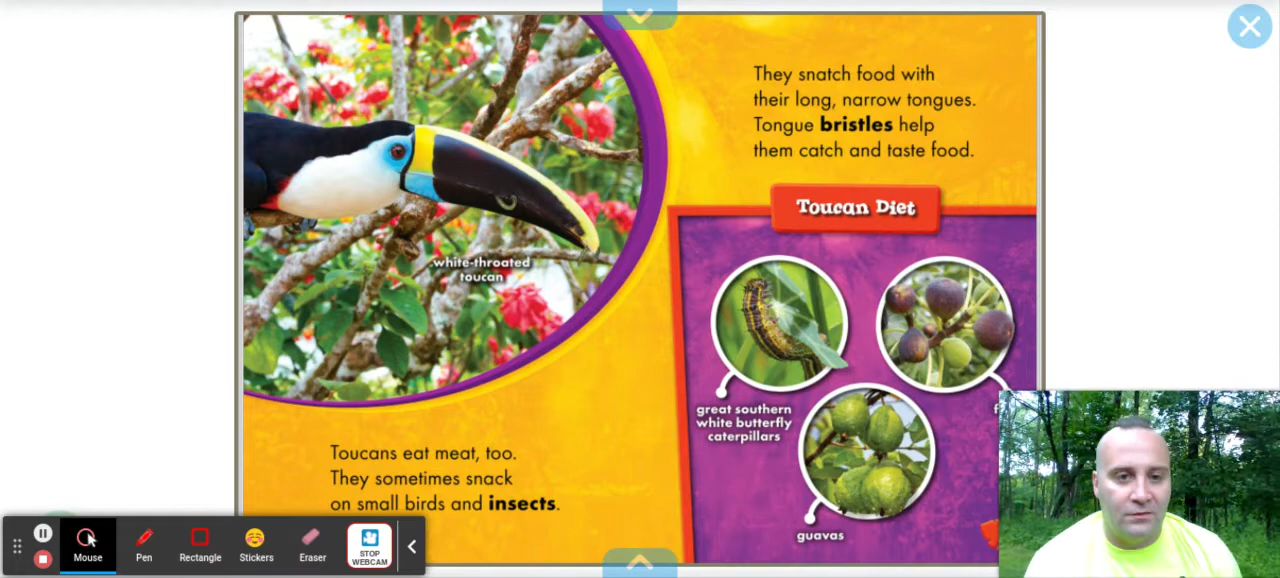 They snatch food with
their long, narrow tongues.
Tongue bristles help
them catch and taste food.
white-throated
toucan
Toucans eat meat, too.
They sometimes snack
on small birds and insects.
Toucan Diet
great southern
white butterfly
caterpillars
guavas
Mouse
Pen
Rectangle
Stickers
Eraser
STOP
WEBCAM